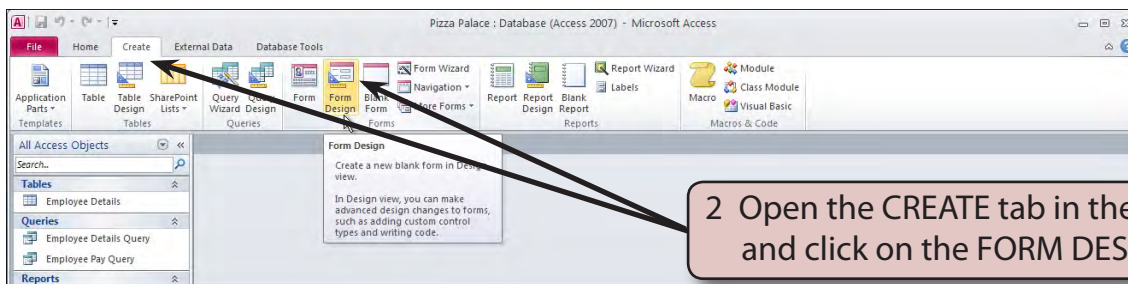 Pizza Palace : Database (Access 2007) - Microsoft Access
File Home Create External Data Database Tools
Application Parts
Table
Table Design
SharePoint Lists
Query Wizard
Design
Form
Form Design
Blank Form
Form Wizard
Navigation
More Forms
Report
Report Design
Blank Report
Report Wizard
Labels
Macro
Module
Class Module
Visual Basic
Templates Tables Queries Forms Reports Macros & Code
All Access Objects
Search..
Tables
Employee Details
Queries
Employee Details Query
Employee Pay Query
Reports
Form Design
Create a new blank form in Design
view.
In Design view, you can make
advanced design changes to forms,
such as adding custom control
types and writing code.
2 Open the CREATE tab in the
and click on the FORM DES